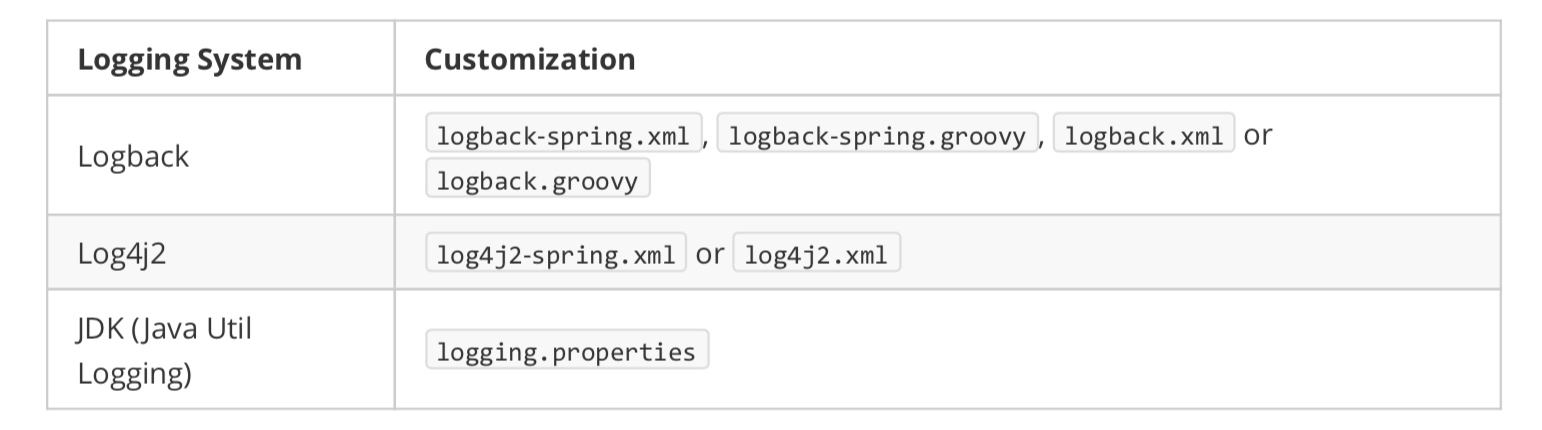 Logging System Customization
Logback
logback-spring.xml, logback-spring.groovy, logback.xml or
logback.groovy
Log4j2 log4j2-spring.xml or log4j2.xml
JDK (Java Util
Logging)
logging.properties